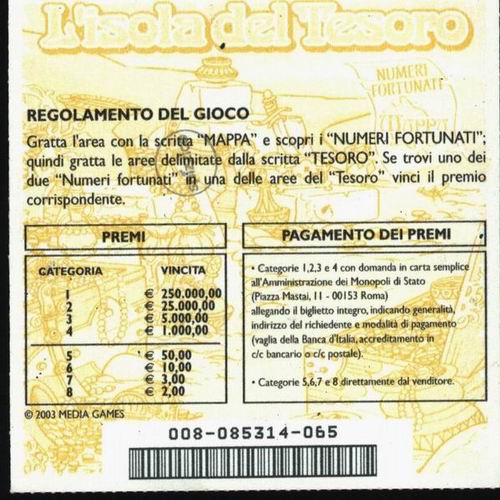 L'isola del Tesoro
NUMERI
FORTUNATI
MAPPA
REGOLAMENTO DEL GIOCO
Gratta l'area con la scritta "MAPPA" e scopri i "NUMERI FORTUNATI";
quindi gratta le aree delimitate dalla scritta "TESORO". Se trovi uno dei
due "Numeri fortunati" in una delle aree del "Tesoro" vinci il premio
corrispondente.
PREMI
CATEGORIA VINCITA
1 € 250.000,00
2 € 25.000,00
3 € 5.000,00
4 € 1.000,00
5 € 50,00
6 € 10,00
7 € 3,00
8 € 2,00
PAGAMENTO DEI PREMI
• Categorie 1,2,3 e 4 con domanda in carta semplice
all'Amministrazione dei Monopoli di Stato
(Piazza Mastai, 11 - 00153 Roma)
allegando il biglietto integro, indicando generalità,
indirizzo del richiedente e modalità di pagamento
(vaglia della Banca d'Italia, accreditamento in
c/c bancario o c/c postale).
• Categorie 5,6,7 e 8 direttamente dal venditore.
© 2003 MEDIA GAMES
008-085314-065